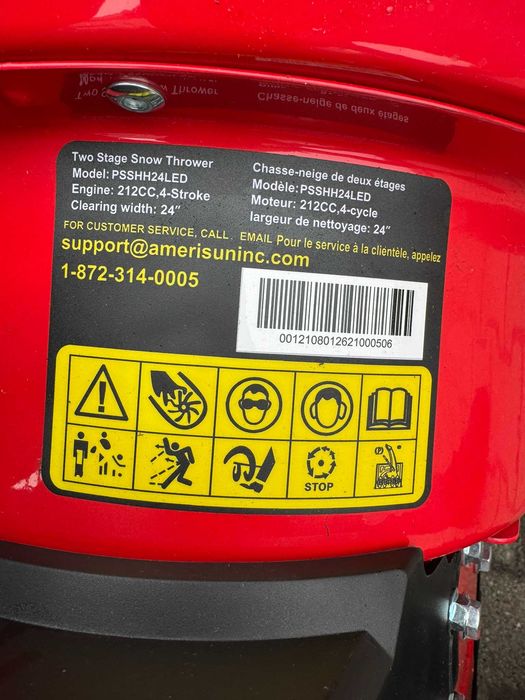 Two Stage Snow Thrower
Model: PSSHH24LED
Engine: 212CC,4-Stroke
Clearing width: 24"
Chasse-neige de deux étages
Modèle: PSSHH24LED
Moteur: 212CC,4-cycle
largeur de nettoyage: 24"
FOR CUSTOMER SERVICE, CALL . EMAIL Pour le service à la clientèle, appelez
support@amerisuninc.com
1-872-314-0005
0012108012621000506
STOP